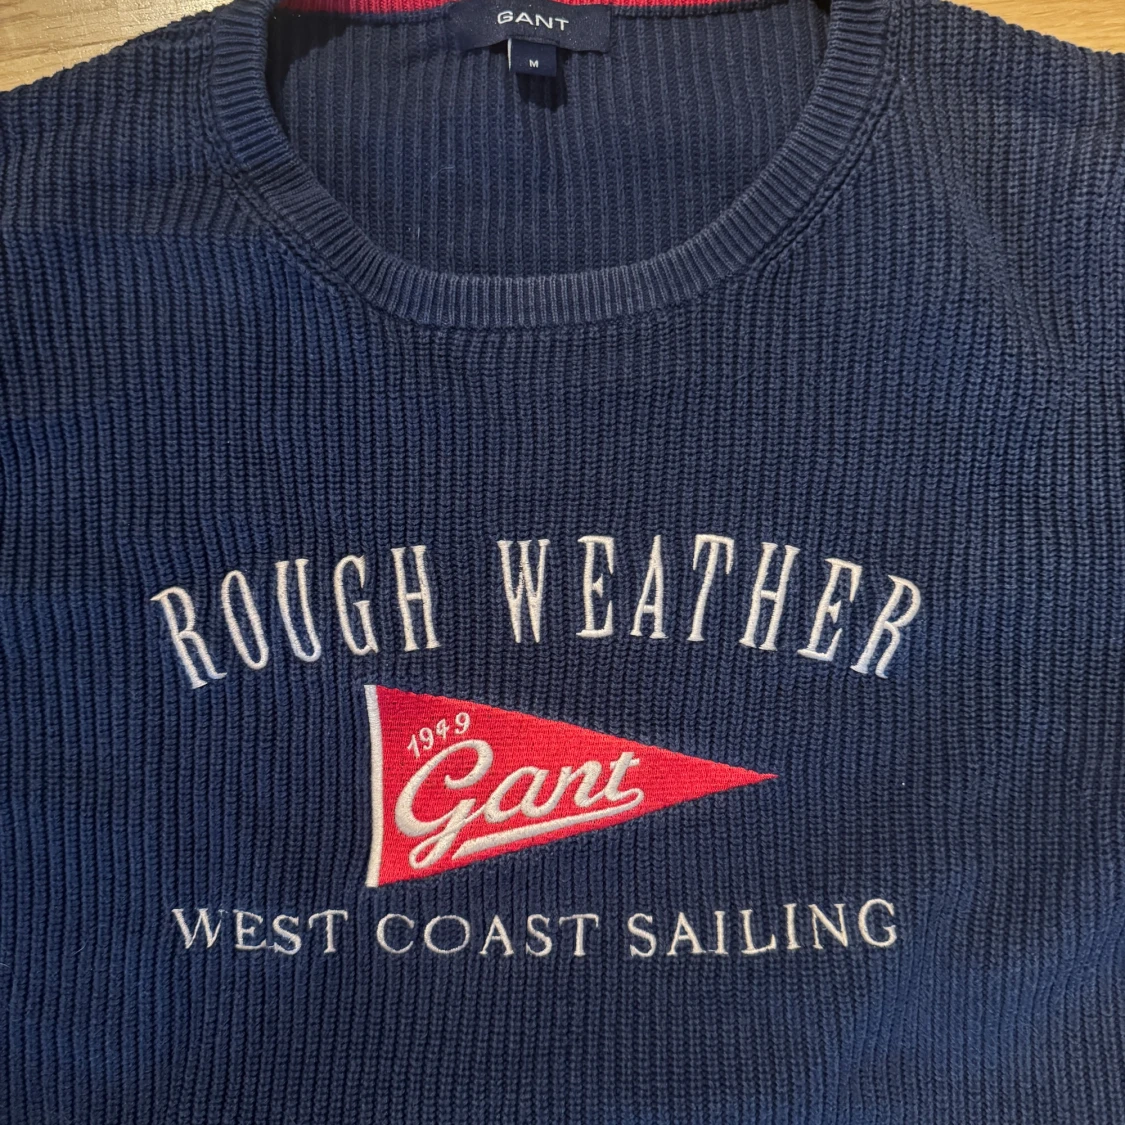 GANT
M
ROUGH WEATHER
1949
Gant
WEST COAST SAILING